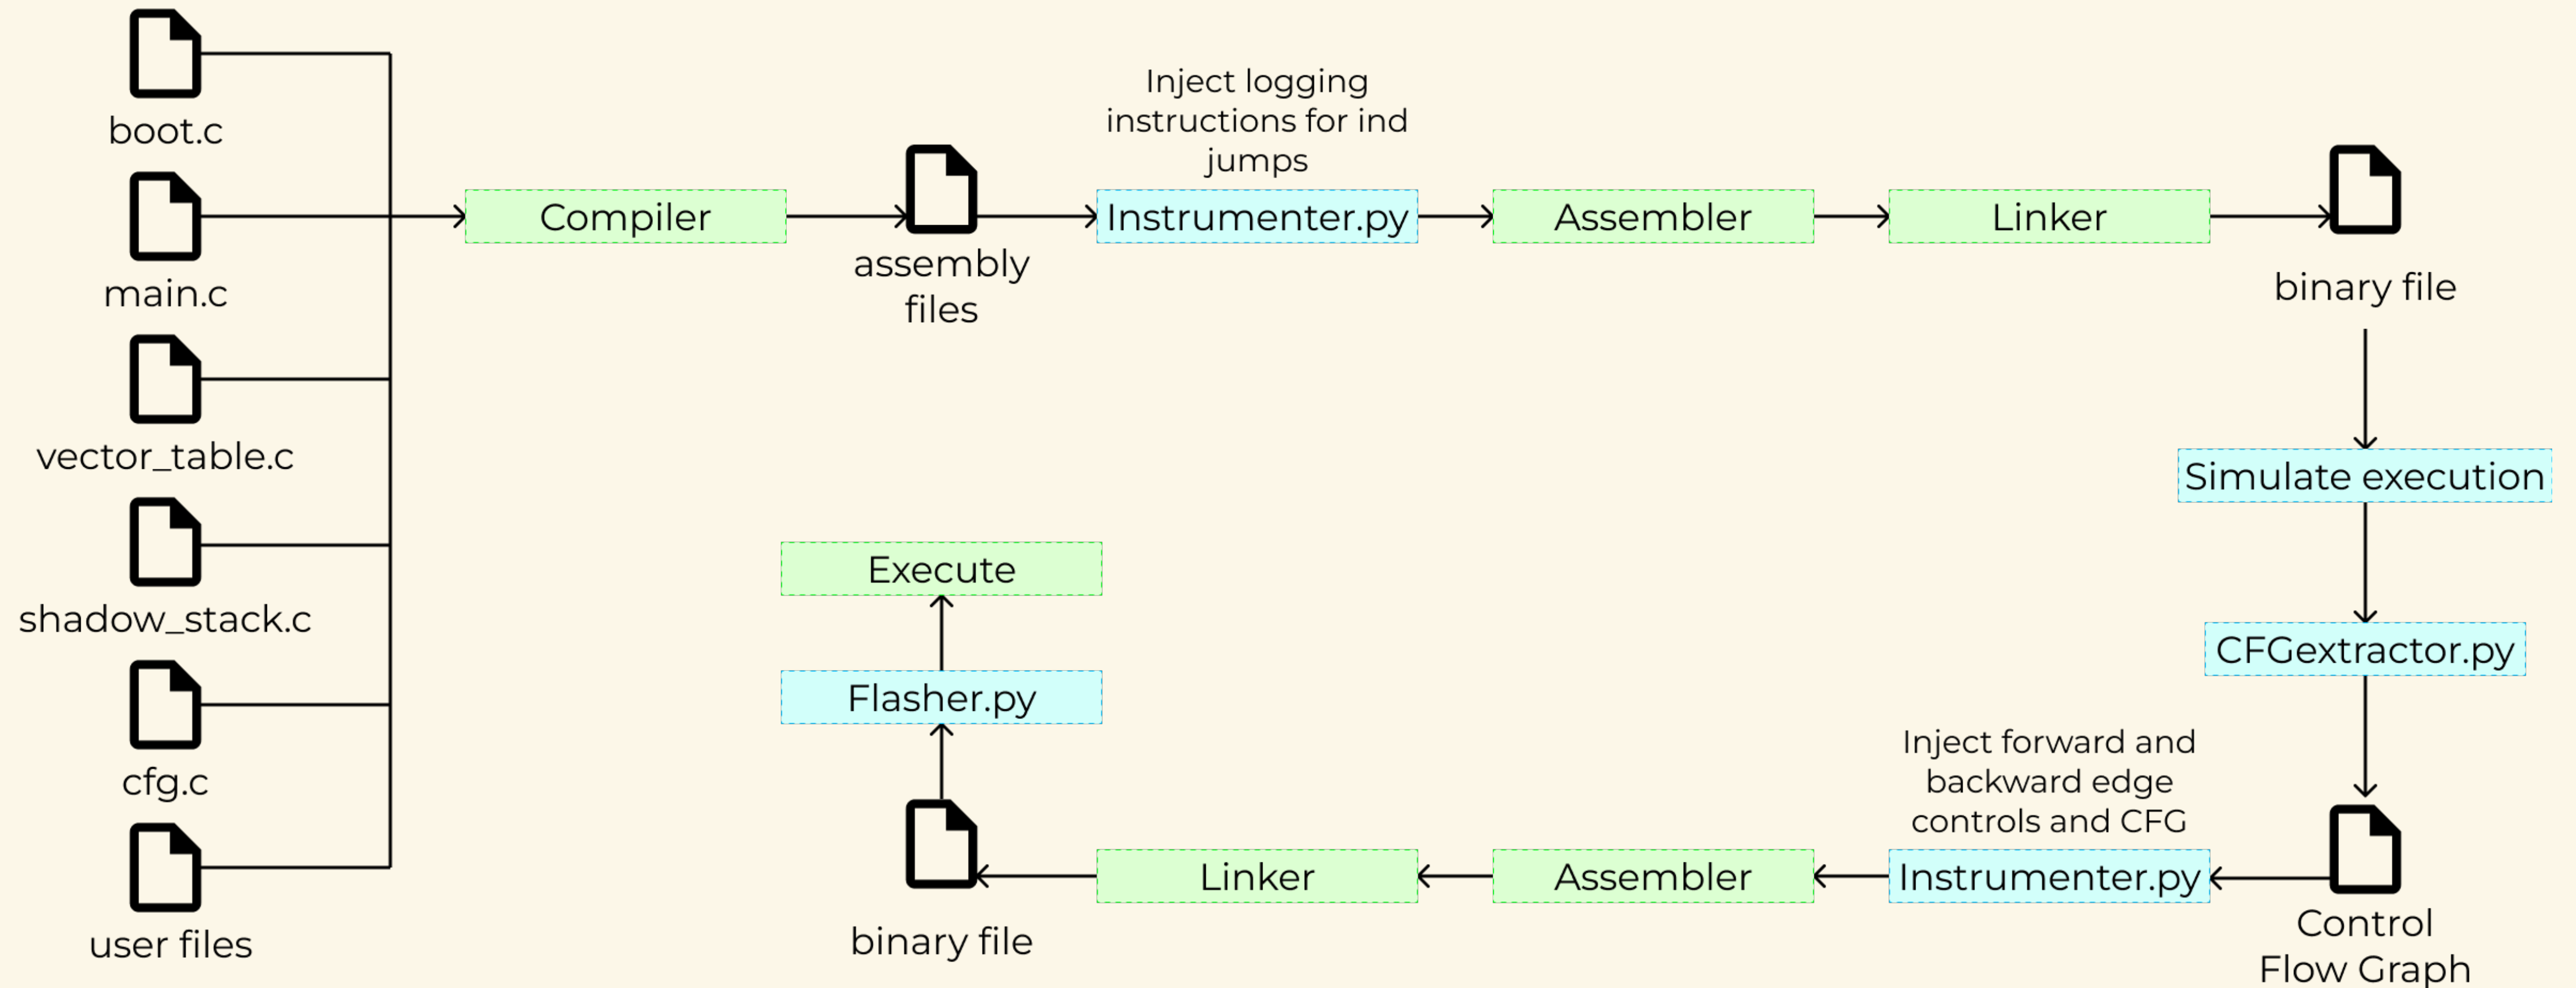 boot.c
main.c
vector_table.c
shadow_stack.c
cfg.c
user files
Compiler
assembly
files
Inject logging
instructions for ind
jumps
Instrumenter.py
Assembler
Linker
binary file
Simulate execution
CFGextractor.py
Control
Flow Graph
Inject forward and
backward edge
controls and CFG
Instrumenter.py
Assembler
Linker
binary file
Flasher.py
Execute